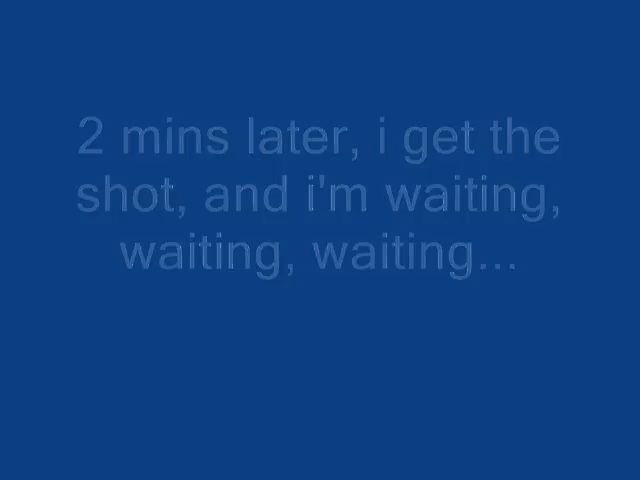 2 mins later, i get the
shot, and i'm waiting,
waiting, waiting...